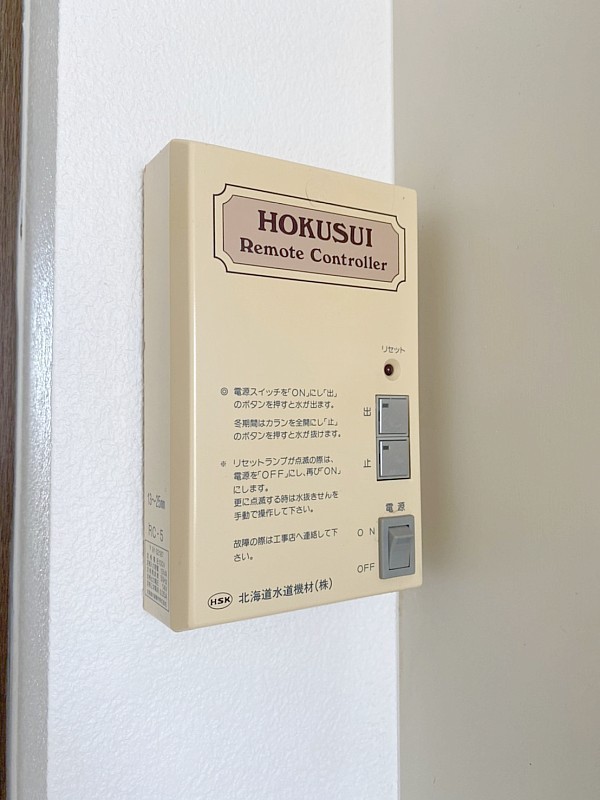 HOKUSUI
Remote Controller
リセット
◎ 電源スイッチを「ON」にし「出」
のボタンを押すと水が出ます。
冬期間はカランを全開にし「止」
のボタンを押すと水が抜けます。
出
止
※ リセットランプが点滅の際は、
電源を「OFF」にし、再び「ON」
にします。
更に点滅する時は水抜きせんを
手動で操作して下さい。
故障の際は工事店へ連絡して下
さい。
電源
ON
OFF
HSK 北海道水道機材(株)
13~25mm
RC-5